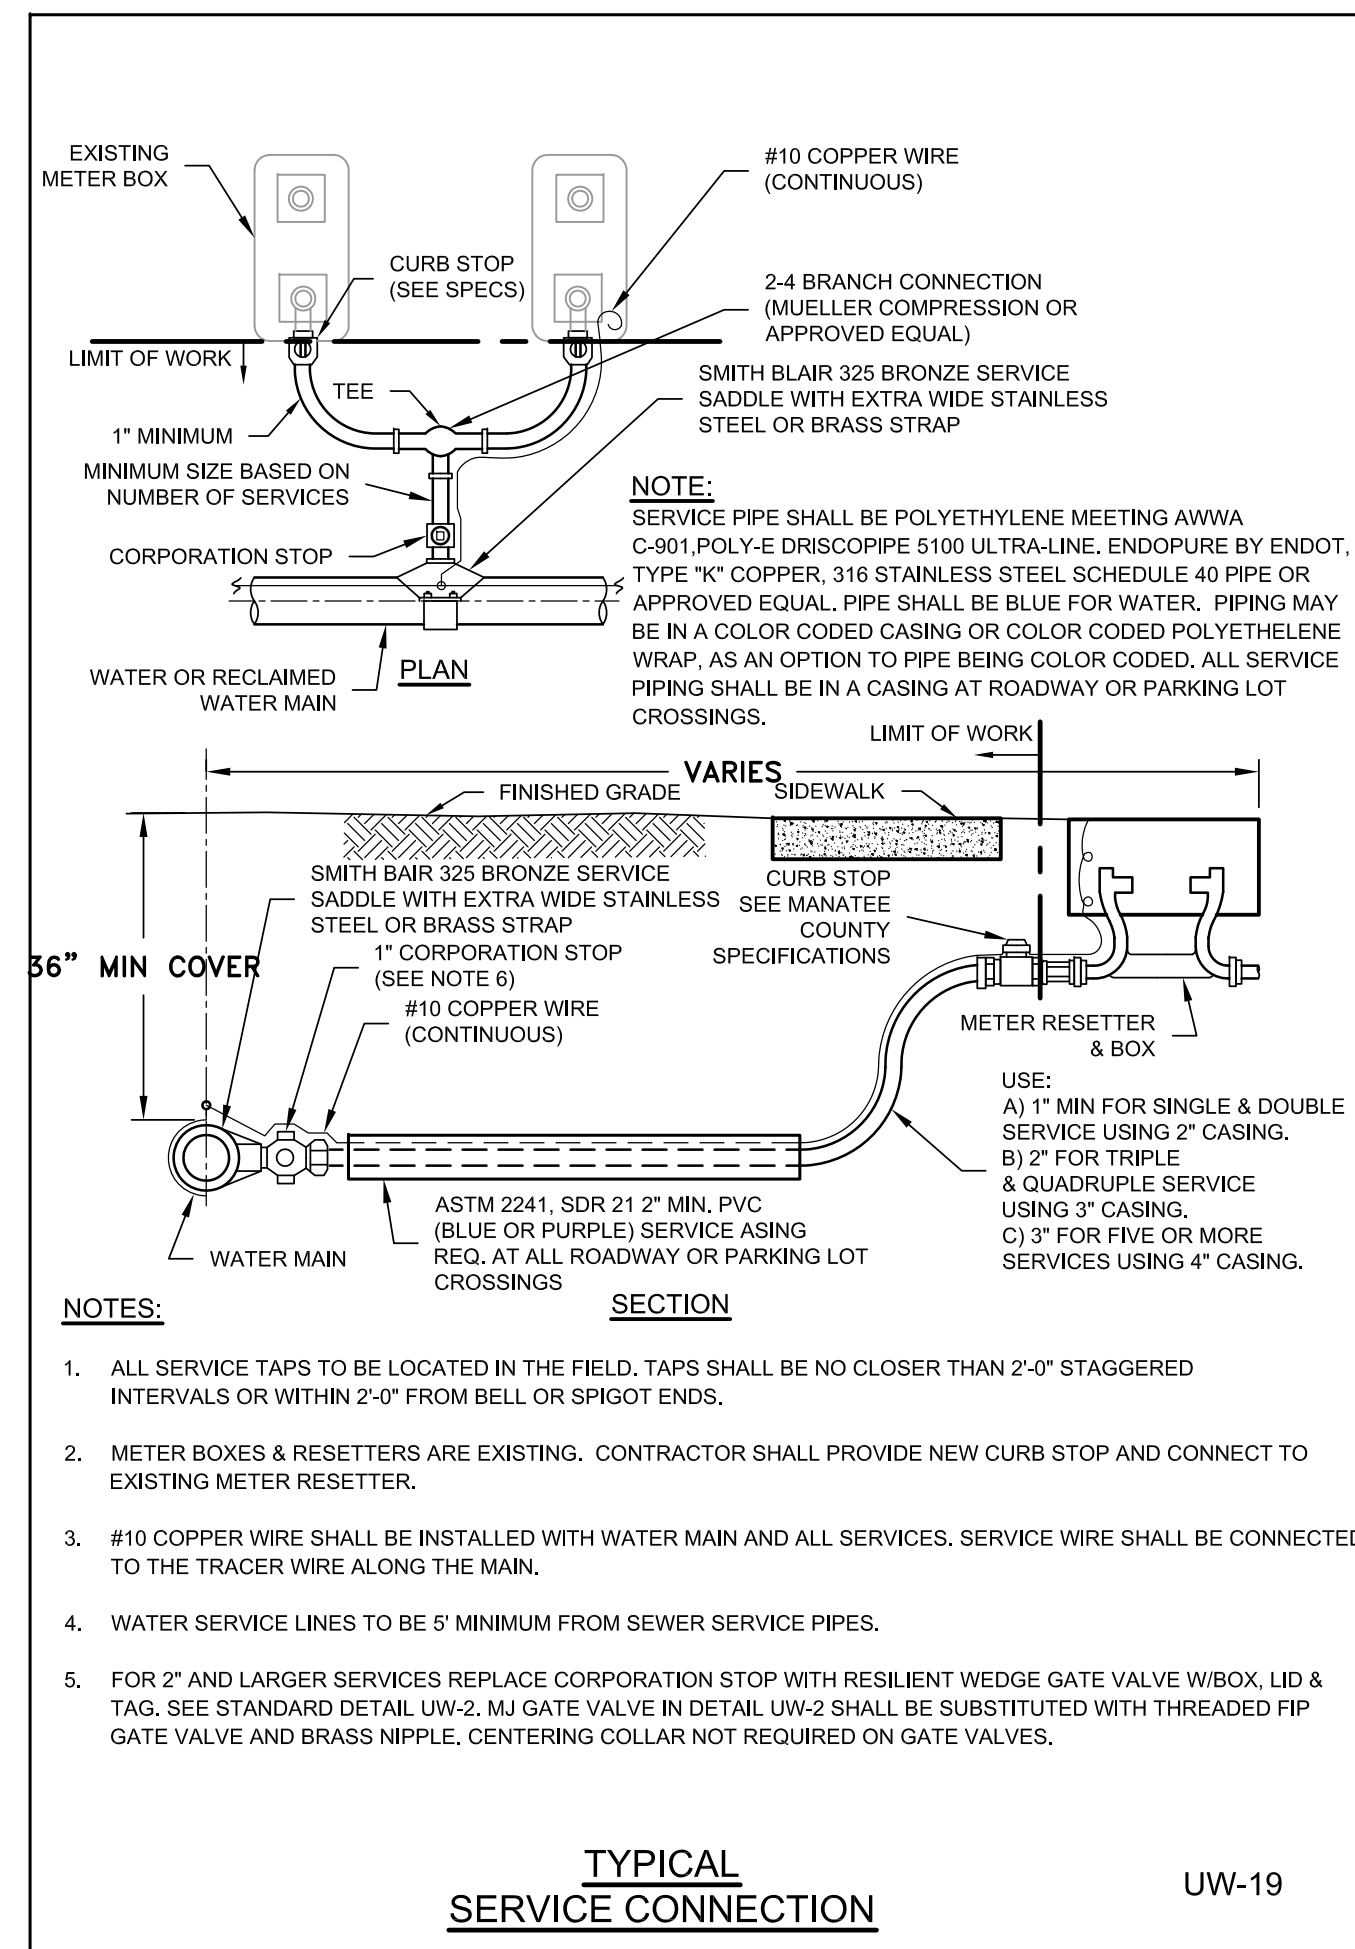 EXISTING
METER BOX
#10 COPPER WIRE
(CONTINUOUS)
CURB STOP
(SEE SPECS)
2-4 BRANCH CONNECTION
(MUELLER COMPRESSION OR
APPROVED EQUAL)
LIMIT OF WORK
TEE
SMITH BLAIR 325 BRONZE SERVICE
SADDLE WITH EXTRA WIDE STAINLESS
STEEL OR BRASS STRAP
1" MINIMUM
MINIMUM SIZE BASED ON
NUMBER OF SERVICES
CORPORATION STOP
WATER OR RECLAIMED
WATER MAIN
PLAN
NOTE:
SERVICE PIPE SHALL BE POLYETHYLENE MEETING AWWA
C-901,POLY-E DRISCOPIPE 5100 ULTRA-LINE. ENDOPURE BY ENDOT,
TYPE "K" COPPER, 316 STAINLESS STEEL SCHEDULE 40 PIPE OR
APPROVED EQUAL. PIPE SHALL BE BLUE FOR WATER. PIPING MAY
BE IN A COLOR CODED CASING OR COLOR CODED POLYETHELENE
WRAP, AS AN OPTION TO PIPE BEING COLOR CODED. ALL SERVICE
PIPING SHALL BE IN A CASING AT ROADWAY OR PARKING LOT
CROSSINGS.
LIMIT OF WORK
VARIES
FINISHED GRADE
SIDEWALK
SMITH BAIR 325 BRONZE SERVICE
SADDLE WITH EXTRA WIDE STAINLESS
STEEL OR BRASS STRAP
CURB STOP
SEE MANATEE
COUNTY
SPECIFICATIONS
36” MIN COVER
1" CORPORATION STOP
(SEE NOTE 6)
#10 COPPER WIRE
(CONTINUOUS)
METER RESETTER
& BOX
USE:
A) 1" MIN FOR SINGLE & DOUBLE
SERVICE USING 2" CASING.
B) 2" FOR TRIPLE
& QUADRUPLE SERVICE
USING 3" CASING.
C) 3" FOR FIVE OR MORE
SERVICES USING 4" CASING.
ASTM 2241, SDR 21 2" MIN. PVC
(BLUE OR PURPLE) SERVICE ASING
REQ. AT ALL ROADWAY OR PARKING LOT
CROSSINGS
WATER MAIN
SECTION
NOTES:
1. ALL SERVICE TAPS TO BE LOCATED IN THE FIELD. TAPS SHALL BE NO CLOSER THAN 2'-0" STAGGERED
INTERVALS OR WITHIN 2'-0" FROM BELL OR SPIGOT ENDS.
2. METER BOXES & RESETTERS ARE EXISTING. CONTRACTOR SHALL PROVIDE NEW CURB STOP AND CONNECT TO
EXISTING METER RESETTER.
3. #10 COPPER WIRE SHALL BE INSTALLED WITH WATER MAIN AND ALL SERVICES. SERVICE WIRE SHALL BE CONNECTED
TO THE TRACER WIRE ALONG THE MAIN.
4. WATER SERVICE LINES TO BE 5' MINIMUM FROM SEWER SERVICE PIPES.
5. FOR 2" AND LARGER SERVICES REPLACE CORPORATION STOP WITH RESILIENT WEDGE GATE VALVE W/BOX, LID &
TAG. SEE STANDARD DETAIL UW-2. MJ GATE VALVE IN DETAIL UW-2 SHALL BE SUBSTITUTED WITH THREADED FIP
GATE VALVE AND BRASS NIPPLE. CENTERING COLLAR NOT REQUIRED ON GATE VALVES.
TYPICAL
SERVICE CONNECTION
UW-19